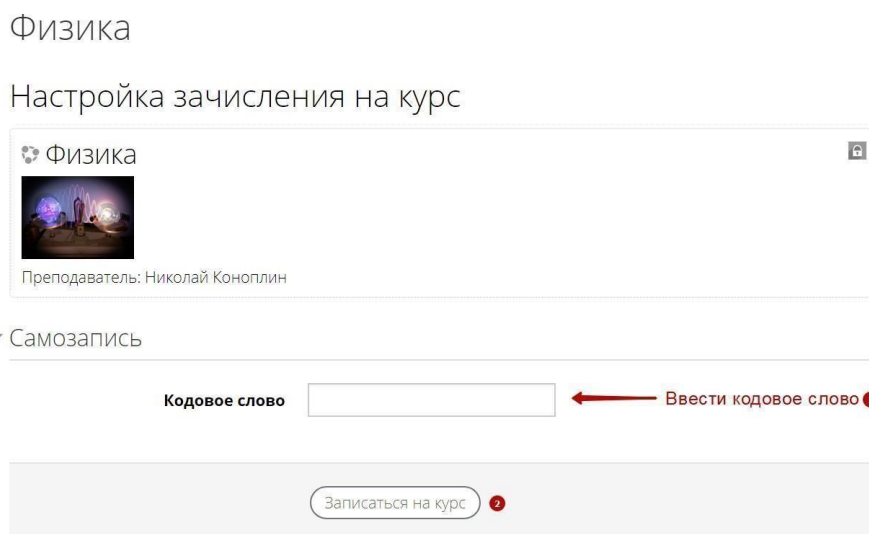 Физика
Настройка зачисления на курс
Физика
Преподаватель: Николай Коноплин
Самозапись
Кодовое слово
Ввести кодовое слово
Записаться на курс 2